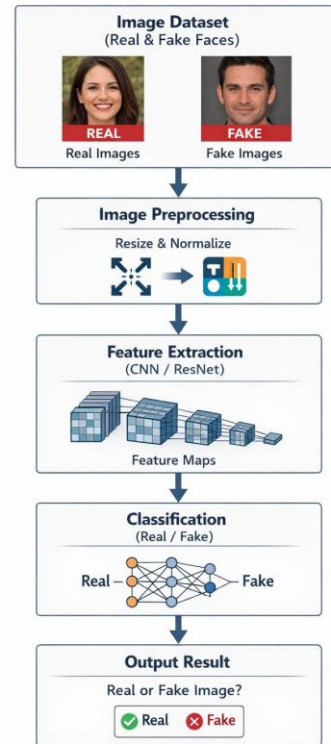 Image Dataset
(Real & Fake Faces)
REAL FAKE
Real Images Fake Images
Image Preprocessing
Resize & Normalize
T
Feature Extraction
(CNN / ResNet)
Feature Maps
Classification
(Real / Fake)
Real Fake
Output Result
Real or Fake Image?
Real Fake